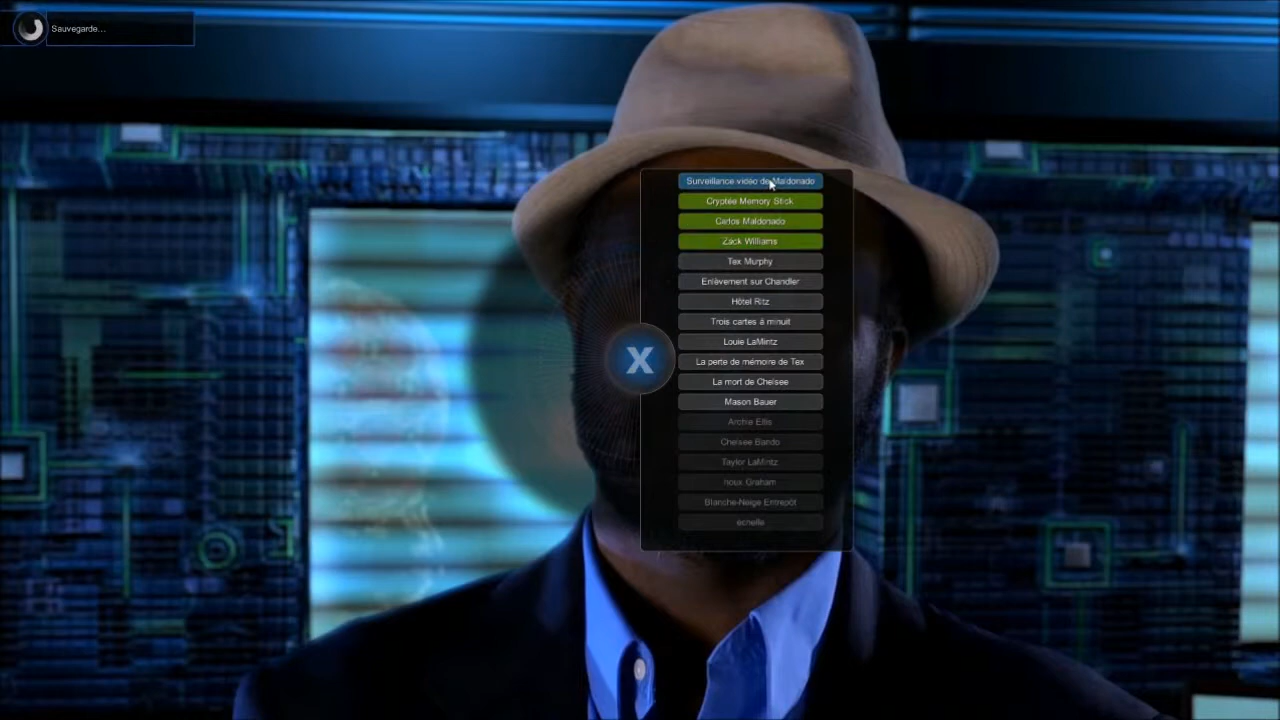 Sauvegarde...
Surveillance vidéo de Maldonado
Cryptée Memory Stick
Carlos Maldonado
Zack Williams
Tex Murphy
Enlèvement sur Chandler
Hôtel Ritz
Trois cartes à minuit
Louie LaMintz
La perte de mémoire de Tex
La mort de Chelsee
Mason Bauer
Archie Ellis
Chelsee Bando
Taylor LaMintz
noux Graham
Blanche-Neige Entrepôt
échelle
X